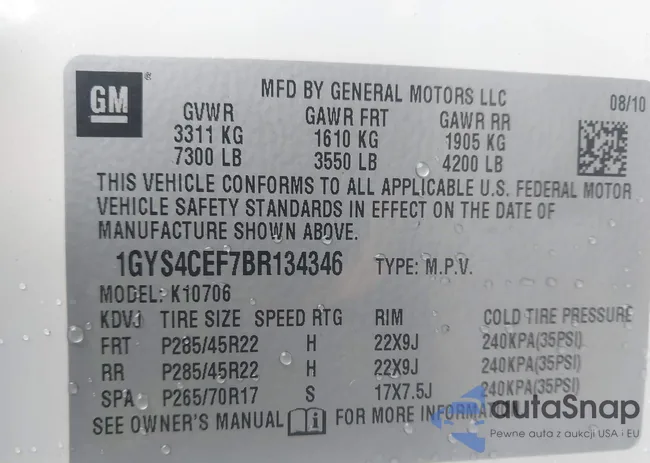 GM ®
MFD BY GENERAL MOTORS LLC 08/10
GVWR GAWR FRT GAWR RR
3311 KG 1610 KG 1905 KG
7300 LB 3550 LB 4200 LB
THIS VEHICLE CONFORMS TO ALL APPLICABLE U.S. FEDERAL MOTOR
VEHICLE SAFETY STANDARDS IN EFFECT ON THE DATE OF
MANUFACTURE SHOWN ABOVE.
1GYS4CEF7BR134346 TYPE: M.P.V.
MODEL: K10706
KDVJ TIRE SIZE SPEED RTG RIM COLD TIRE PRESSURE
FRT P285/45R22 H 22X9J 240KPA(35PSI)
RR P285/45R22 H 22X9J 240KPA(35PSI)
SPA P265/70R17 S 17X7.5J 240KPA(35PSI)
SEE OWNER'S MANUAL FOR MORE INFORMATION
autaSnap
Pewne auta z aukcji USA i EU